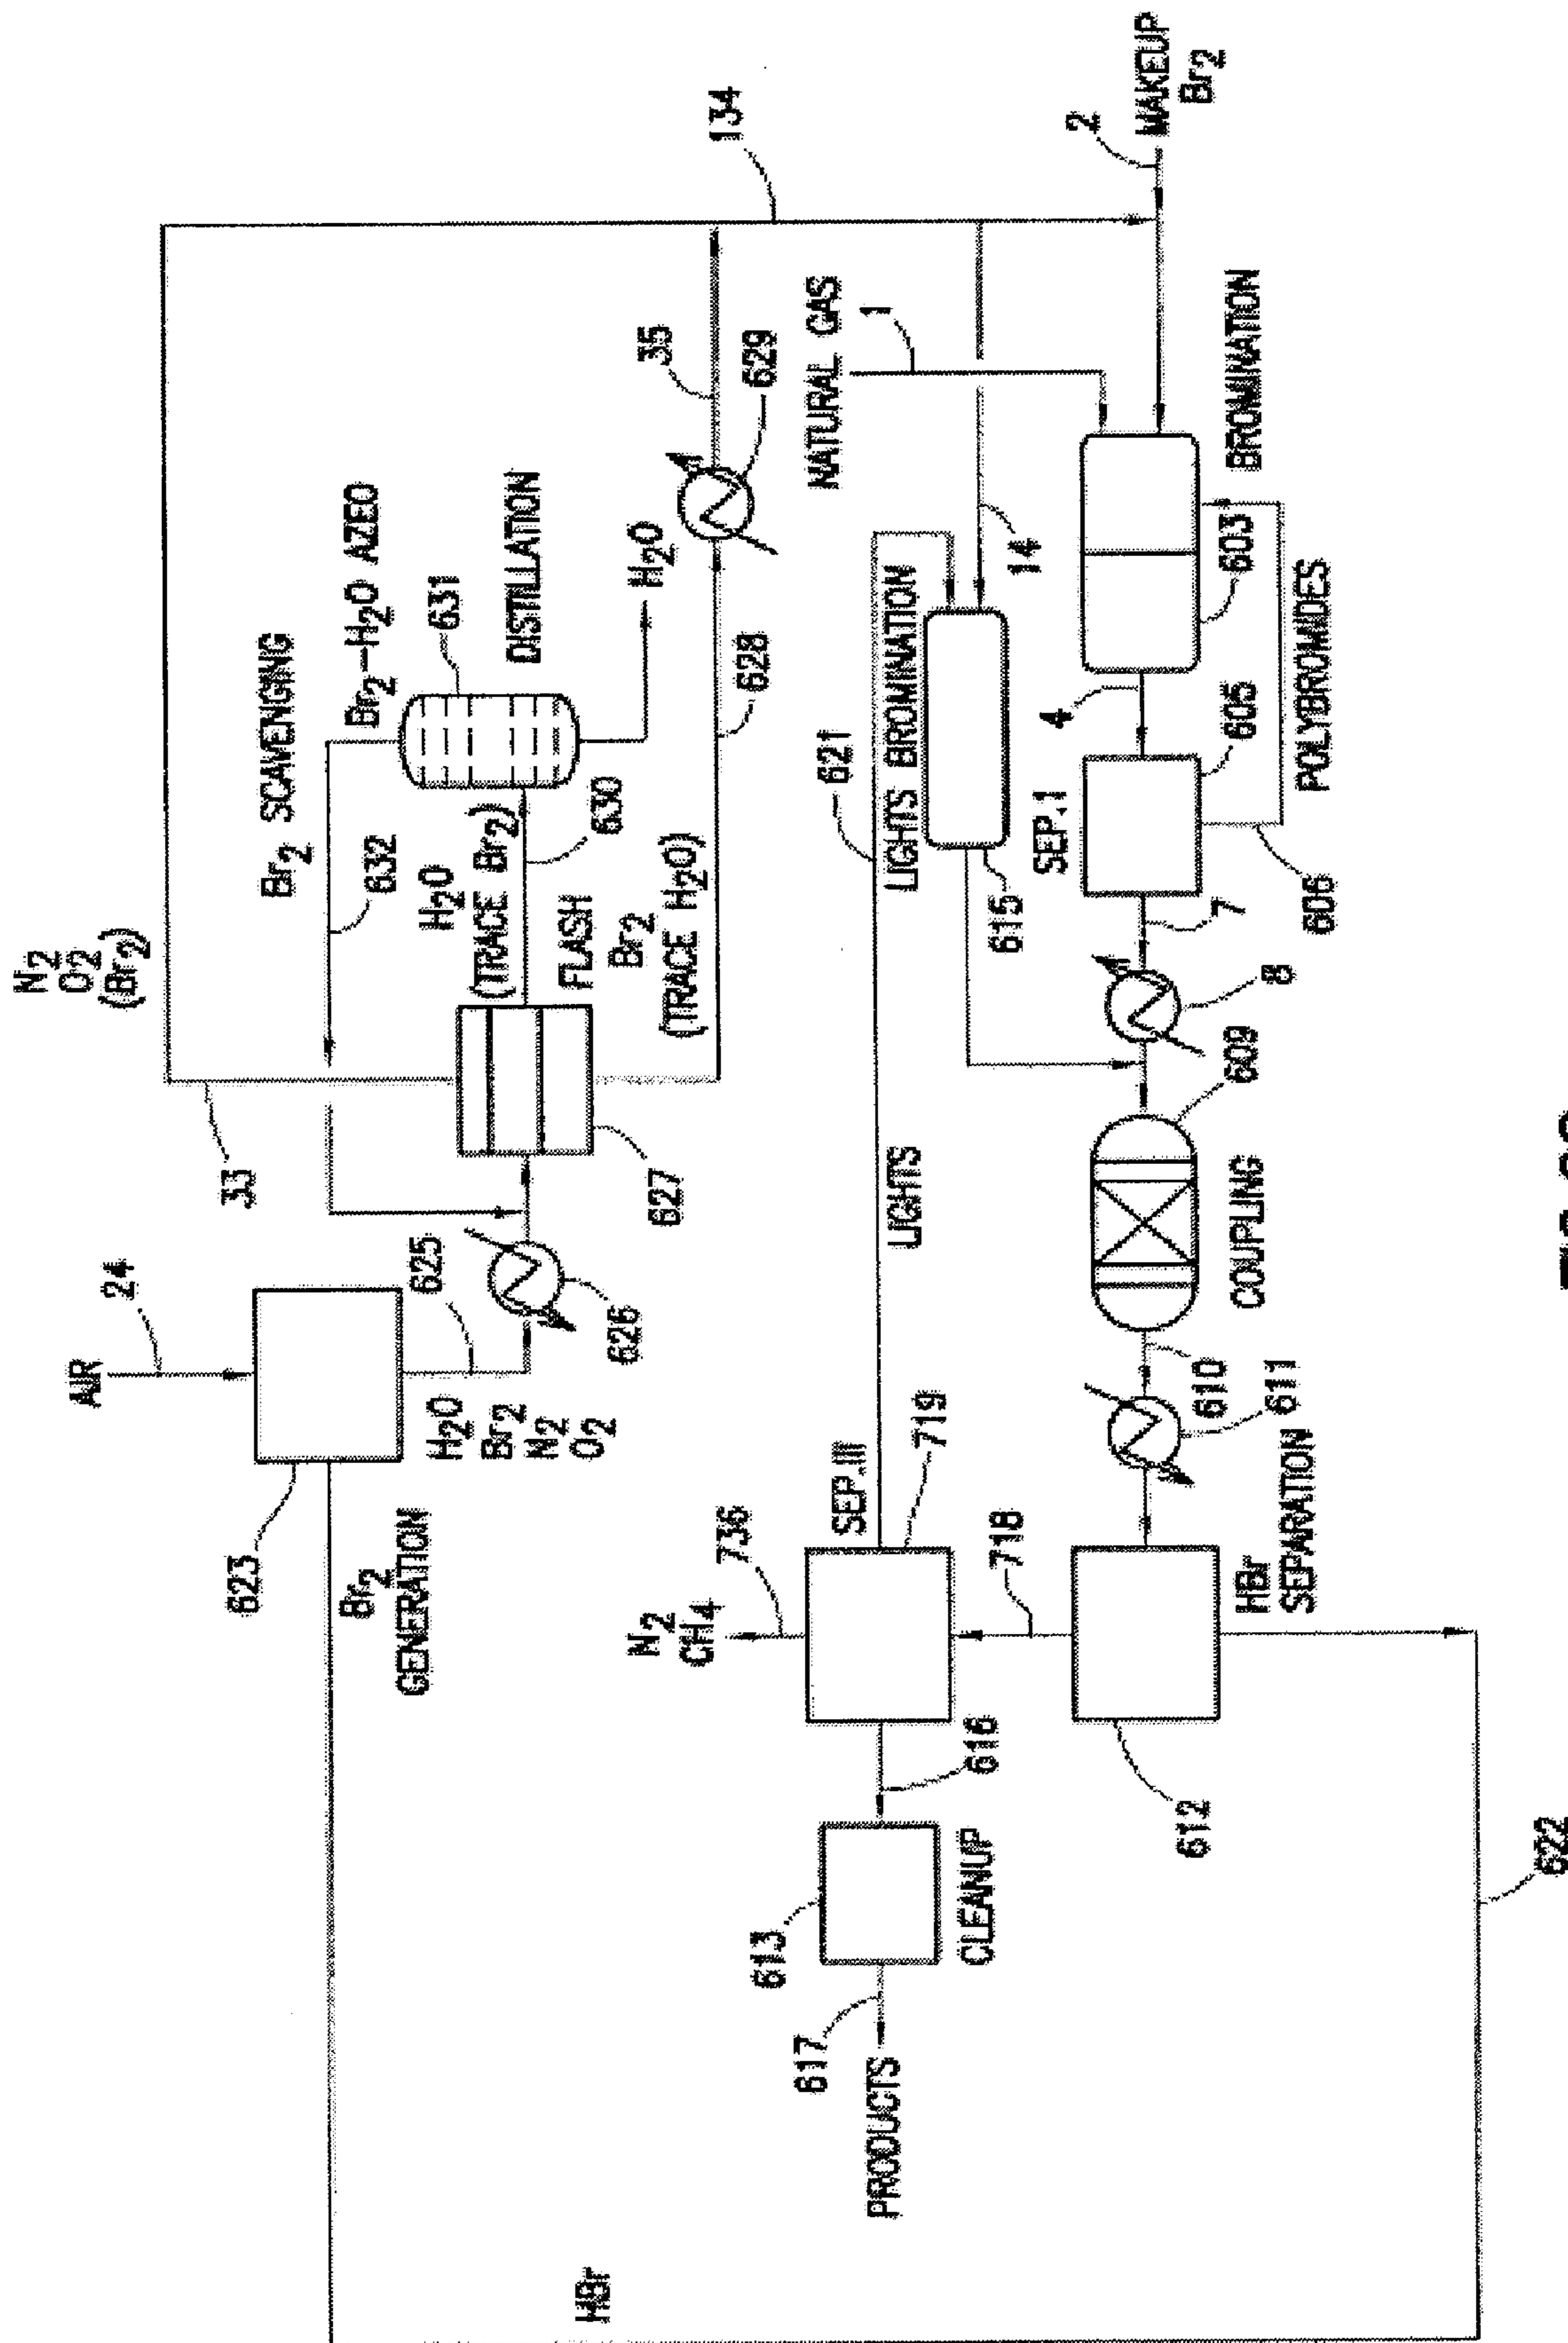 N2
O2
(Br2)
33
AIR
24
623
Br2
GENERATION
H2O
Br2
N2
O2
625
626
627
FLASH
Br2
(TRACE H2O)
H2O
(TRACE Br2)
630
632
Br2 SCAVENGING
Br2-H2O AZEO
631
DISTILLATION
H2O
628
629
35
134
2
MAKEUP
Br2
NATURAL GAS
1
14
BROMINATION
603
POLYBROMIDES
4
605
SEP.1
606
7
8
LIGHTS BROMINATION
615
621
LIGHTS
609
COUPLING
610
611
HBr
SEPARATION
612
718
719
SEP.III
736
N2
CH4
616
613
CLEANUP
617
PRODUCTS
622
HBr